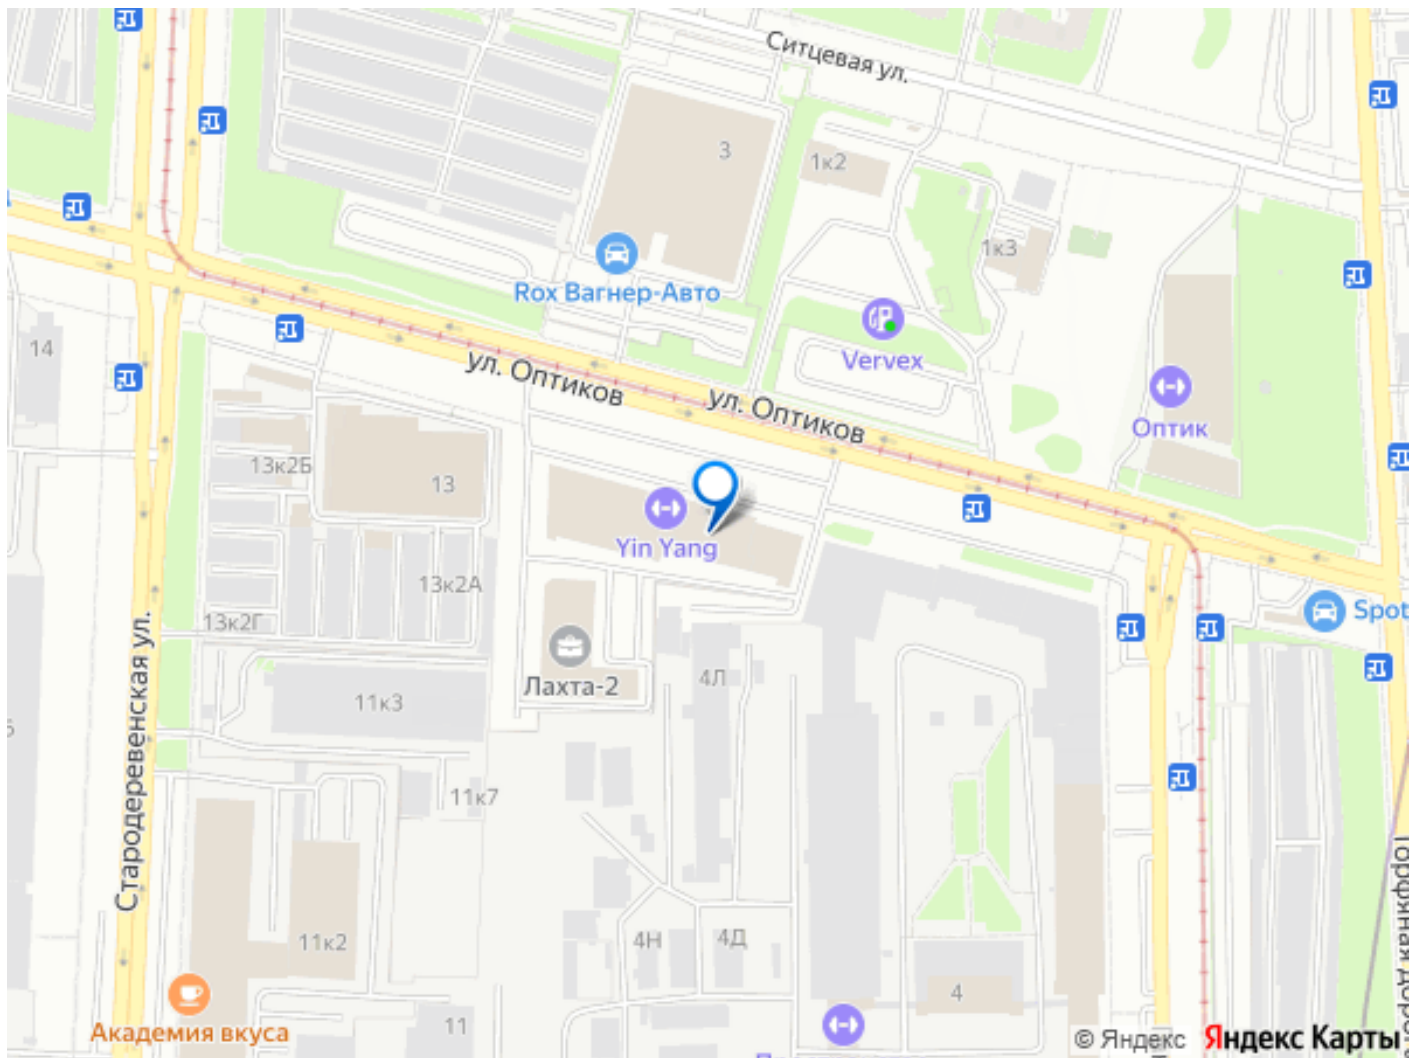 Ситцевая ул.
3
1к2
1к3
Rox Вагнер-Авто
Vervex
14
ул. Оптиков
ул. Оптиков
Оптик
13к2Б
13
Yin Yang
13к2А
13к2Г
Spot
Стародеревенская ул.
Лахта-2
4Л
11к3
11к7
11к2
4Н
4Д
4
11
Академия вкуса
© Яндекс
Яндекс Карты